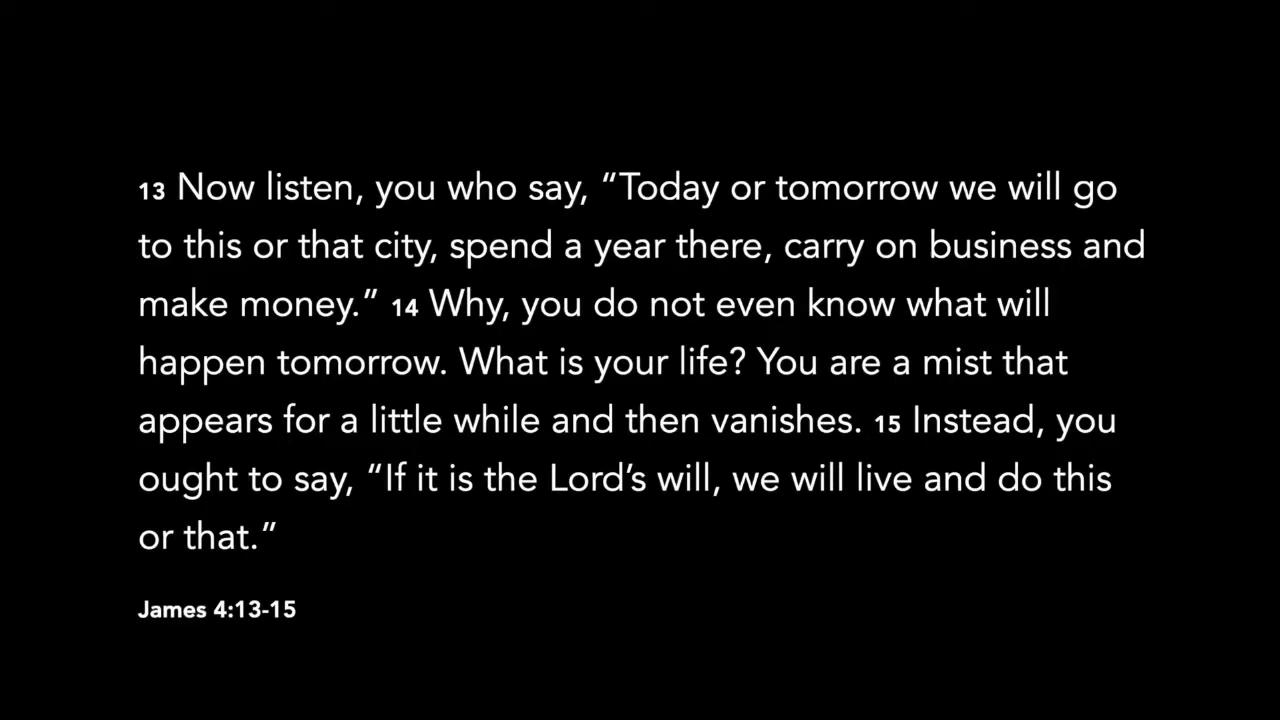 13 Now listen, you who say, “Today or tomorrow we will go
to this or that city, spend a year there, carry on business and
make money.” 14 Why, you do not even know what will
happen tomorrow. What is your life? You are a mist that
appears for a little while and then vanishes. 15 Instead, you
ought to say, “If it is the Lord’s will, we will live and do this
or that.”
James 4:13-15